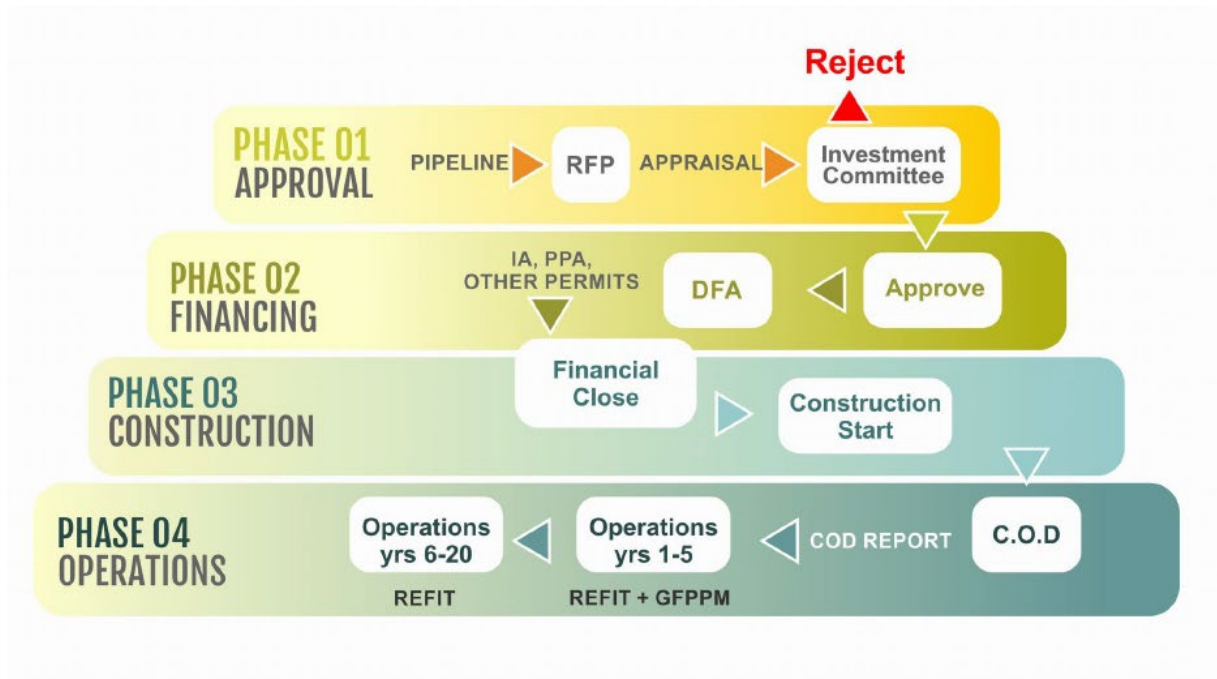 Reject
PHASE 01
APPROVAL
PIPELINE
RFP
APPRAISAL
Investment
Committee
PHASE 02
FINANCING
IA, PPA,
OTHER PERMITS
DFA
Approve
PHASE 03
CONSTRUCTION
Financial
Close
Construction
Start
PHASE 04
OPERATIONS
Operations
yrs 6-20
REFIT
Operations
yrs 1-5
REFIT + GFPPM
COD REPORT
C.O.D